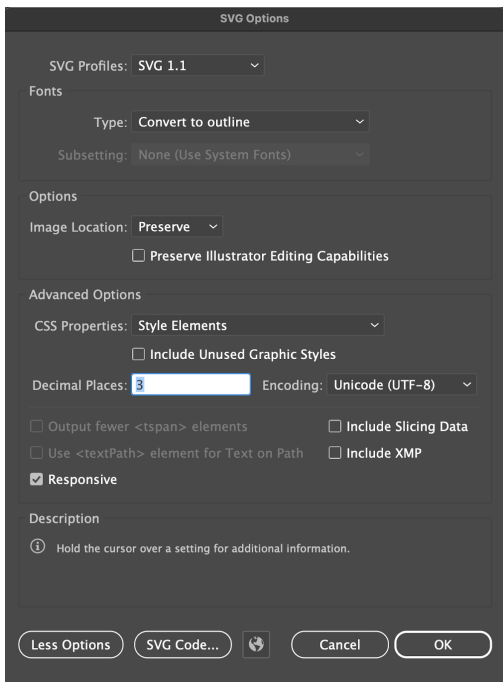 SVG Options
SVG Profiles: SVG 1.1
Fonts
Type: Convert to outline
Subsetting: None (Use System Fonts)
Options
Image Location: Preserve
Preserve Illustrator Editing Capabilities
Advanced Options
CSS Properties: Style Elements
Include Unused Graphic Styles
Decimal Places: 3 Encoding: Unicode (UTF-8)
Output fewer <tspan> elements Include Slicing Data
Use <textPath> element for Text on Path Include XMP
Responsive
Description
Hold the cursor over a setting for additional information.
Less Options SVG Code... Cancel OK